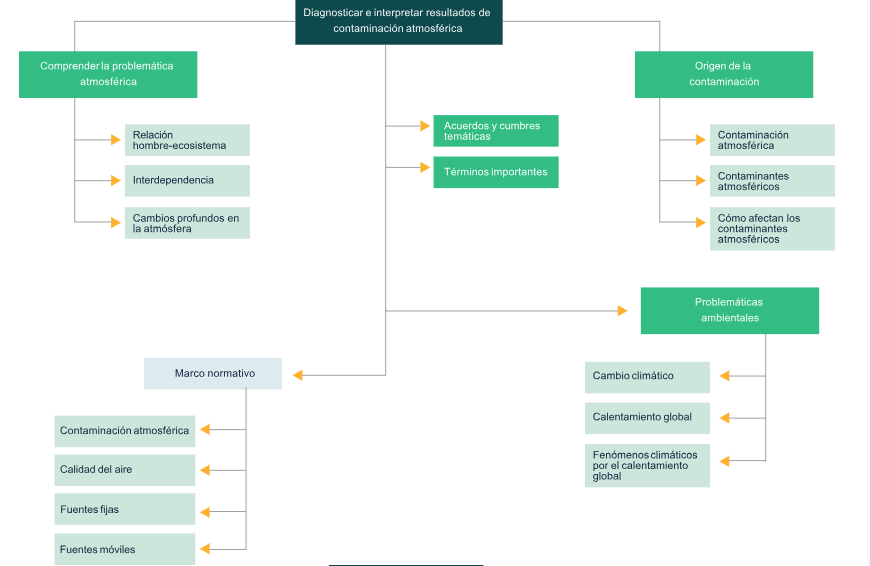 Diagnosticar e interpretar resultados de
contaminación atmosférica
Comprender la problemática
atmosférica
Relación
hombre-ecosistema
Interdependencia
Cambios profundos en
la atmósfera
Acuerdos y cumbres
temáticas
Términos importantes
Origen de la
contaminación
Contaminación
atmosférica
Contaminantes
atmosféricos
Cómo afectan los
contaminantes
atmosféricos
Problemáticas
ambientales
Cambio climático
Calentamiento global
Fenómenos climáticos
por el calentamiento
global
Marco normativo
Contaminación atmosférica
Calidad del aire
Fuentes fijas
Fuentes móviles